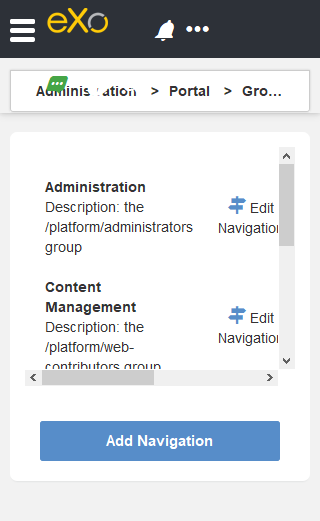 eXo
Administration > Portal > Gro...
Administration
Description: the
/platform/administrators
group
Edit
Navigation
Content
Management
Description: the
/platform/web-
contributors group
Edit
Navigation
Add Navigation